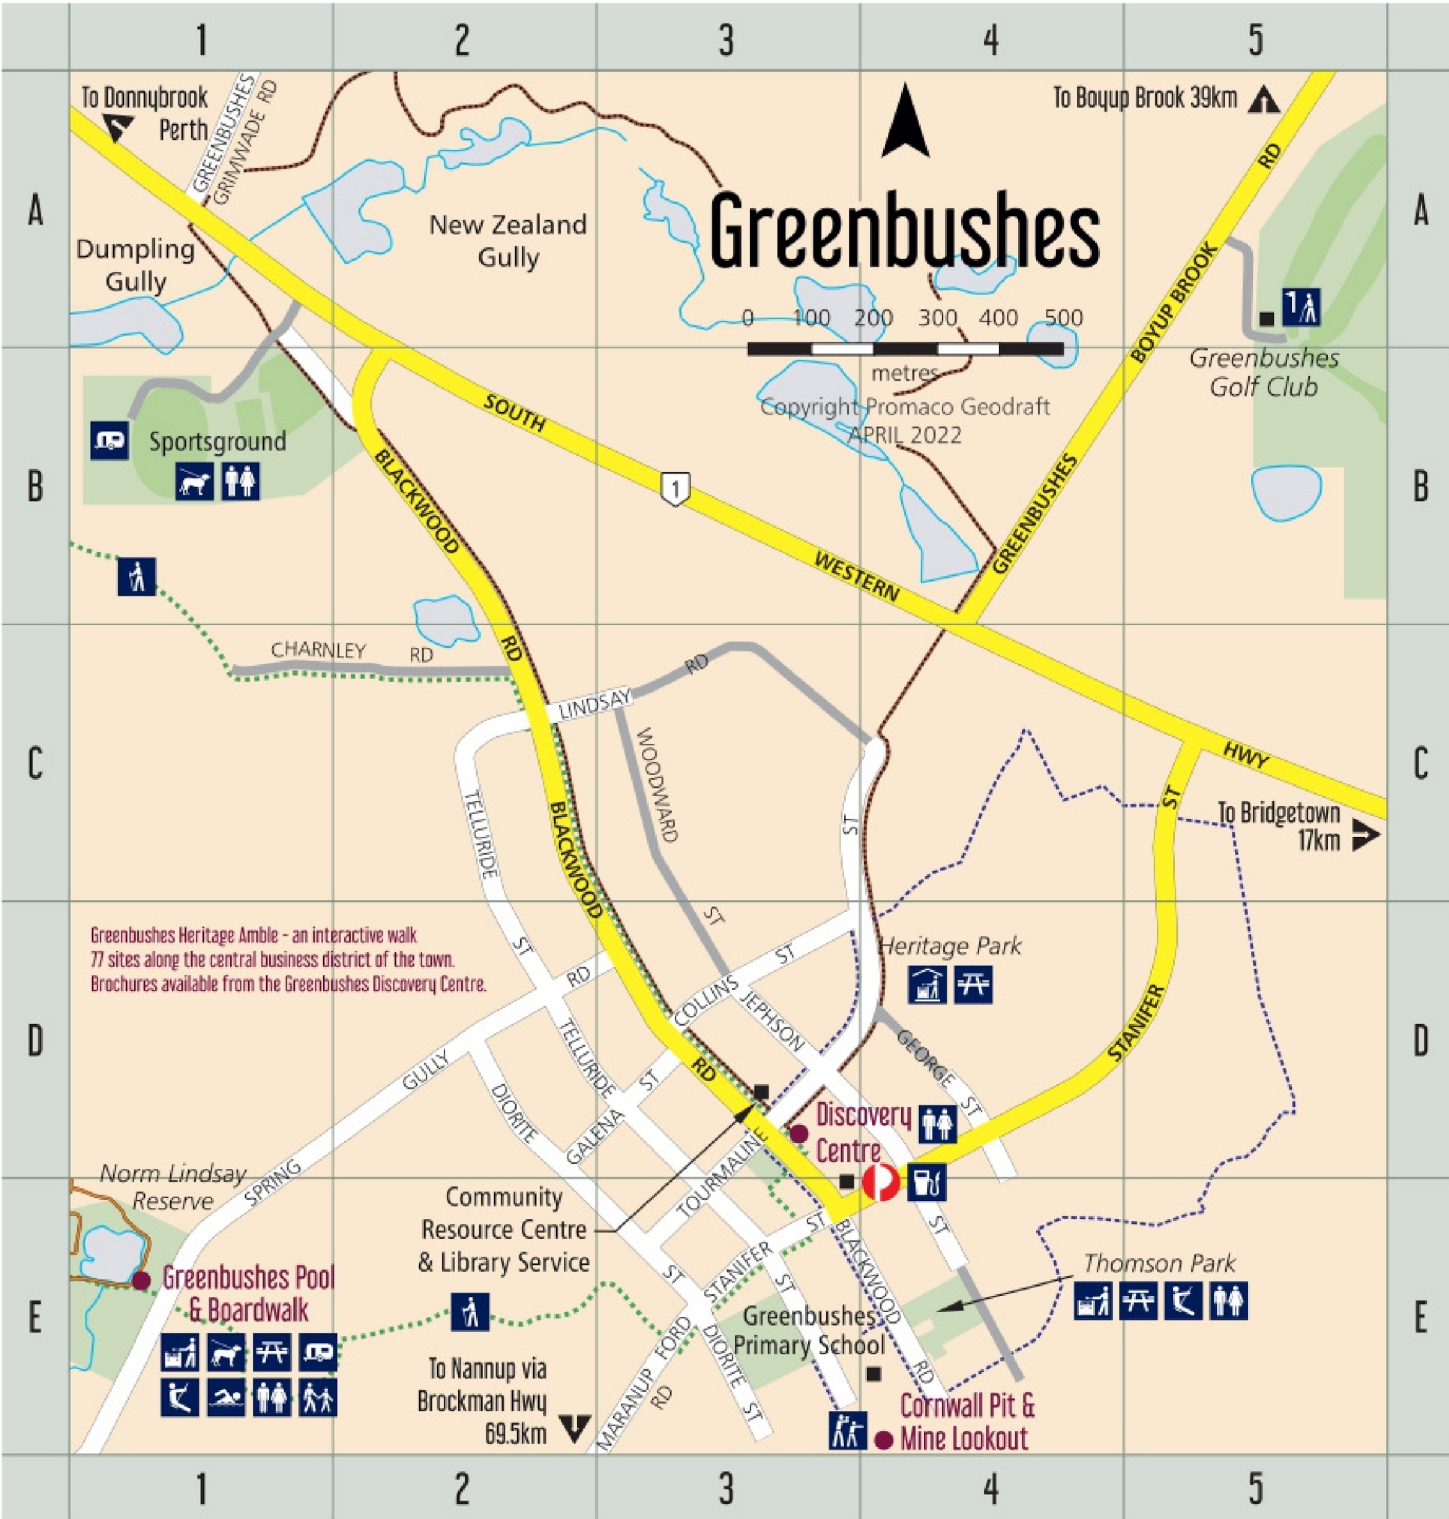 1 2 3 4 5
A
To Donnybrook
Perth
GREENBUSHES
GRIMWADE RD
Dumpling
Gully
New Zealand
Gully
Greenbushes
0 100 200 300 400 500
metres
Copyright Promaco Geodraft
APRIL 2022
To Boyup Brook 39km
RD
BOYUP BROOK
GREENBUSHES
Greenbushes
Golf Club
A
B
Sportsground
BLACKWOOD
RD
SOUTH
1
WESTERN
HWY
B
C
CHARNLEY RD
LINDSAY RD
WOODWARD
ST
TELLURIDE
ST
BLACKWOOD
ST
ST
To Bridgetown
17km
C
D
Greenbushes Heritage Amble - an interactive walk
77 sites along the central business district of the town.
Brochures available from the Greenbushes Discovery Centre.
Heritage Park
RD
COLLINS ST
JEPHSON
GULLY
SPRING
TELLURIDE
DIORITE
GALENA ST
RD
GEORGE ST
STANIFER
Discovery
Centre
TOURMALINE
D
E
Norm Lindsay
Reserve
Greenbushes Pool
& Boardwalk
Community
Resource Centre
& Library Service
To Nannup via
Brockman Hwy
69.5km
STANIFER ST
ST
ST
ST
BLACKWOOD
RD
MARANUP FORD
RD
DIORITE
ST
Greenbushes
Primary School
Thomson Park
Cornwall Pit &
Mine Lookout
E
1 2 3 4 5